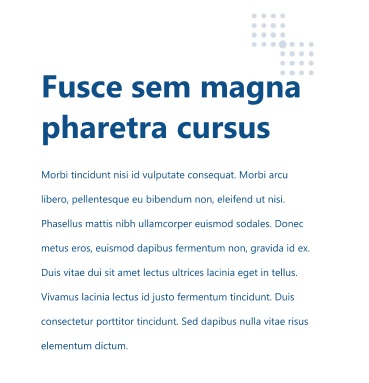 Fusce sem magna
pharetra cursus
Morbi tincidunt nisi id vulputate consequat. Morbi arcu
libero, pellentesque eu bibendum non, eleifend ut nisi.
Phasellus mattis nibh ullamcorper euismod sodales. Donec
metus eros, euismod dapibus fermentum non, gravida id ex.
Duis vitae dui sit amet lectus ultrices lacinia eget in tellus.
Vivamus lacinia lectus id justo fermentum tincidunt. Duis
consectetur porttitor tincidunt. Sed dapibus nulla vitae risus
elementum dictum.